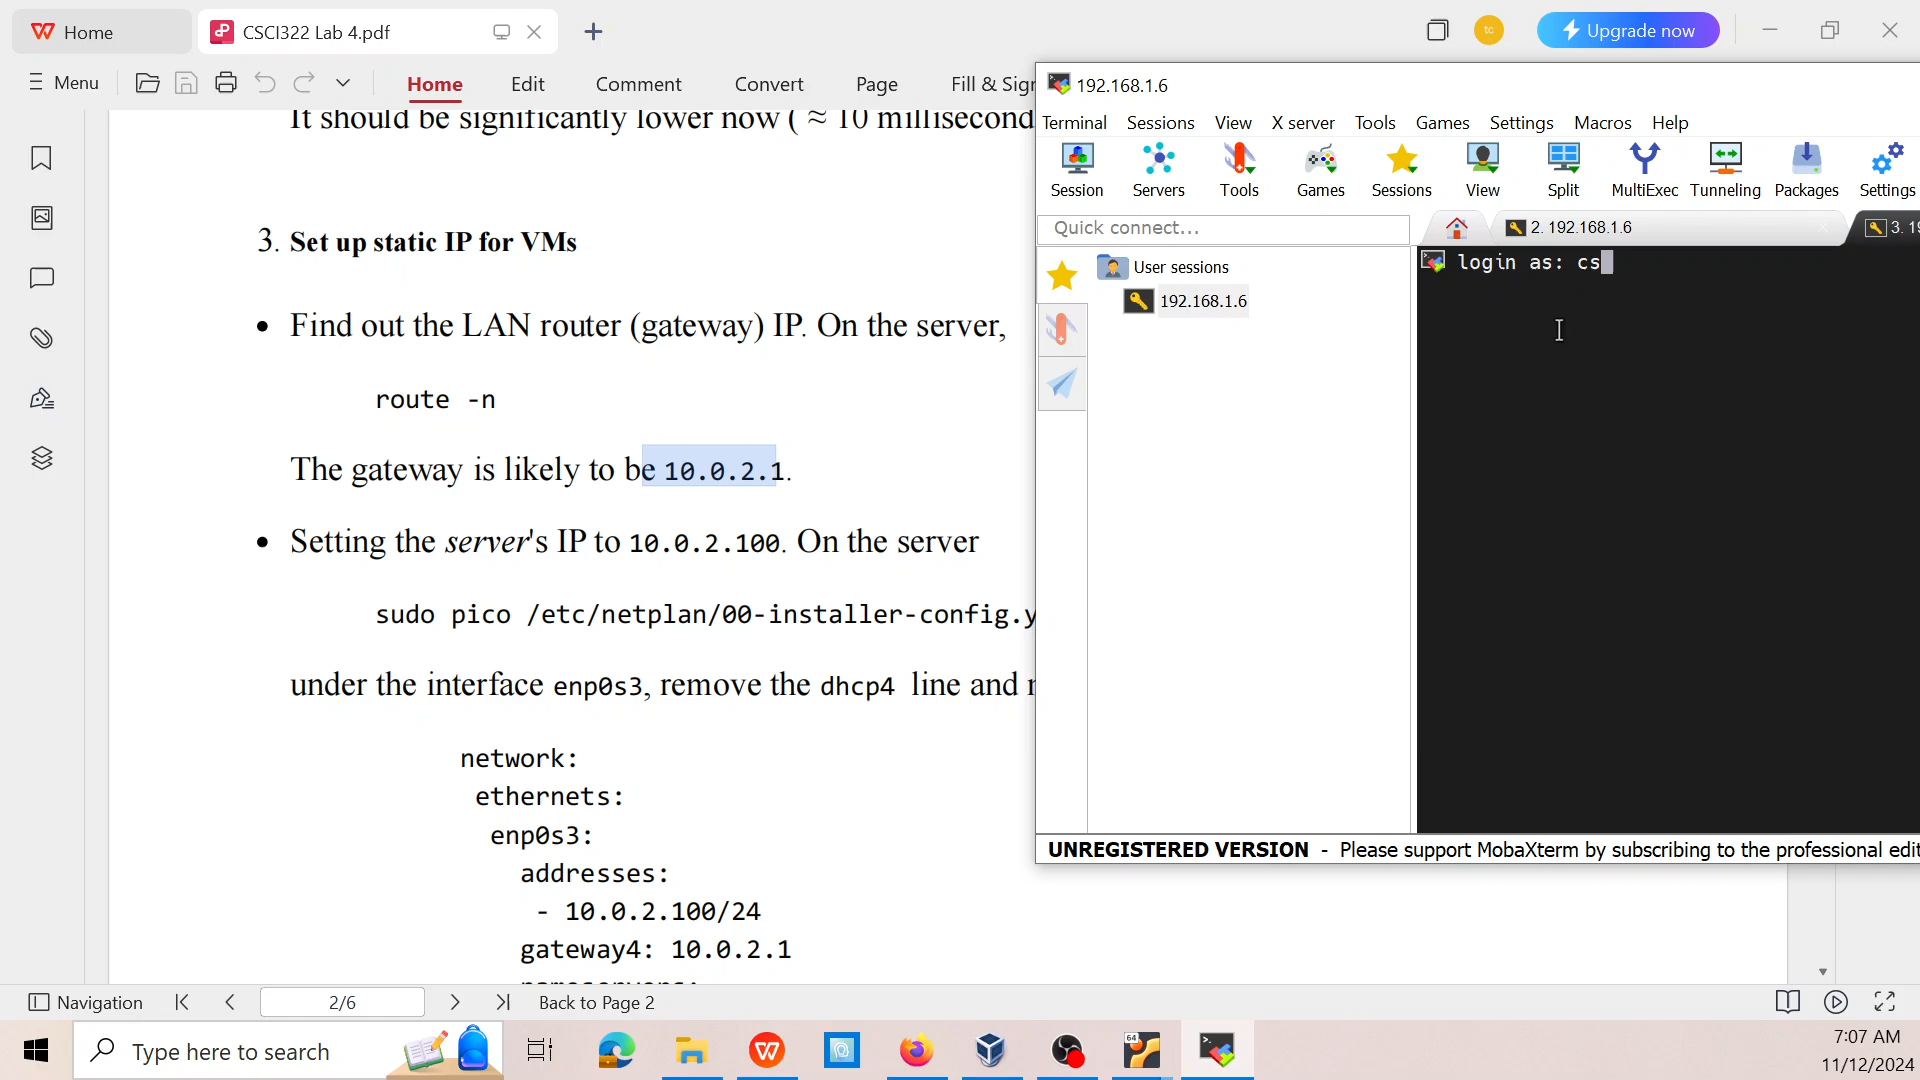 Home
CSCI322 Lab 4.pdf
tc
Upgrade now
Menu
Home
Edit
Comment
Convert
Page
Fill & Sign
It should be significantly lower now ( ≈ 10 millisecond
3. Set up static IP for VMs
• Find out the LAN router (gateway) IP. On the server,
route -n
The gateway is likely to be 10.0.2.1.
• Setting the server's IP to 10.0.2.100. On the server
sudo pico /etc/netplan/00-installer-config.y
under the interface enp0s3, remove the dhcp4 line and
network:
ethernets:
enp0s3:
addresses:
- 10.0.2.100/24
gateway4: 10.0.2.1
192.168.1.6
Terminal
Sessions
View
X server
Tools
Games
Settings
Macros
Help
Session
Servers
Tools
Games
Sessions
View
Split
MultiExec
Tunneling
Packages
Settings
Quick connect...
2. 192.168.1.6
3. 19
User sessions
192.168.1.6
login as: cs
UNREGISTERED VERSION - Please support MobaXterm by subscribing to the professional edit
Navigation
2/6
Back to Page 2
Type here to search
64
7:07 AM
11/12/2024